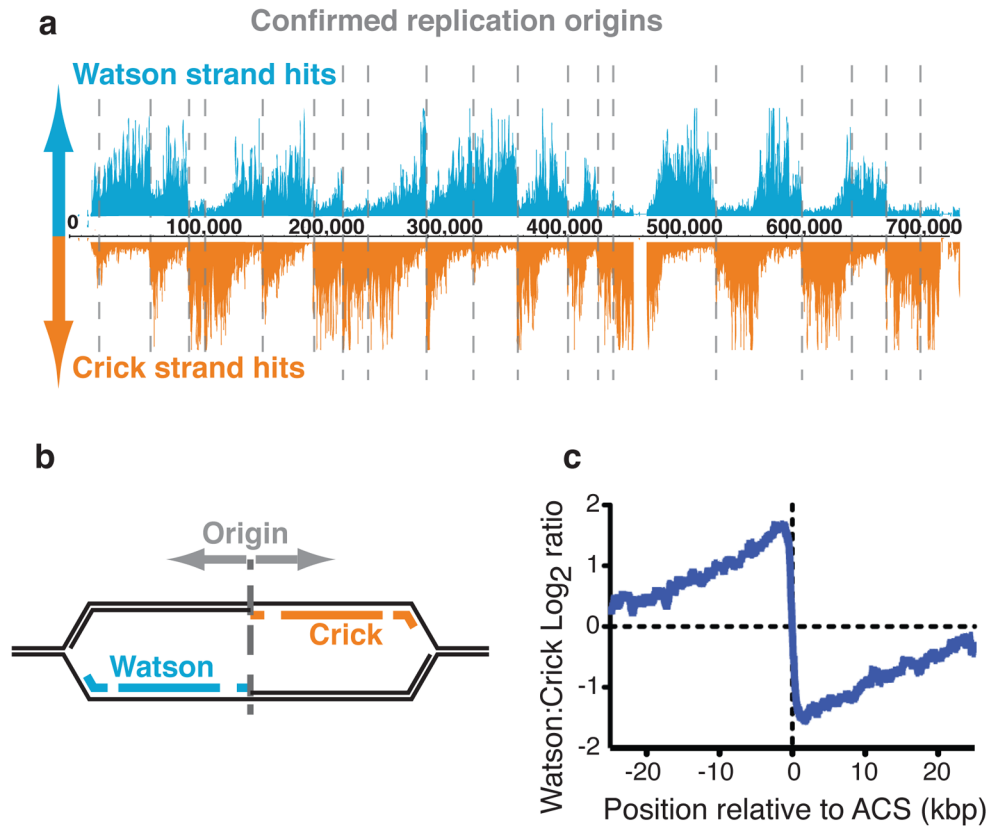 a
Confirmed replication origins
Watson strand hits
0 100,000 200,000 300,000 400,000 500,000 600,000 700,000
Crick strand hits
b
Origin
Crick
Watson
c
Watson:Crick Log2 ratio
2
1
0
-1
-2
-20 -10 0 10 20
Position relative to ACS (kbp)